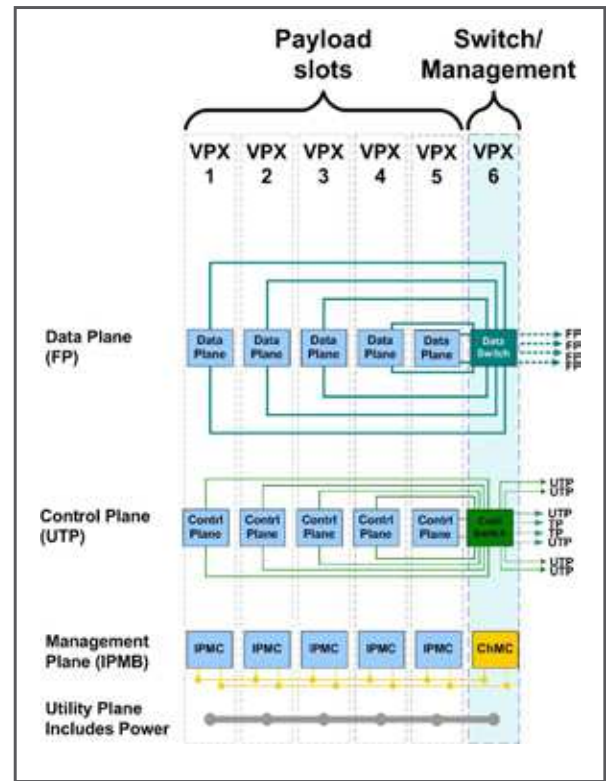 Payload
slots
Switch/
Management
VPX
1
VPX
2
VPX
3
VPX
4
VPX
5
VPX
6
Data Plane
(FP)
Data
Plane
Data
Plane
Data
Plane
Data
Plane
Data
Plane
Data
Switch
FP
FP
FP
FP
Control Plane
(UTP)
Contrl
Plane
Contrl
Plane
Contrl
Plane
Contrl
Plane
Contrl
Plane
Switch
UTP
UTP
UTP
TP
TP
UTP
UTP
UTP
Management
Plane (IPMB)
IPMC
IPMC
IPMC
IPMC
IPMC
ChMC
Utility Plane
Includes Power